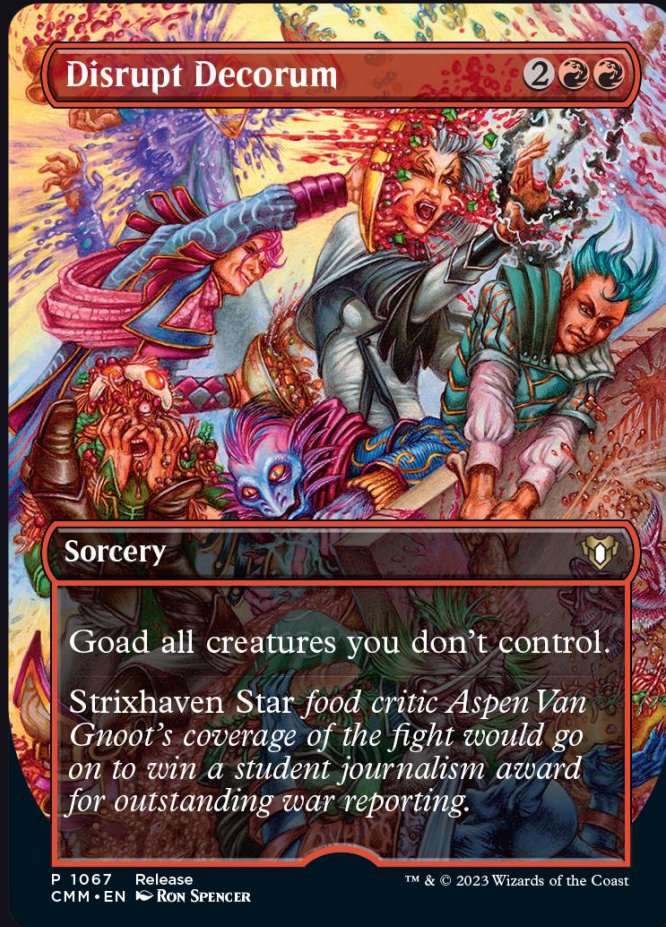 Disrupt Decorum 2
Sorcery
Goad all creatures you don't control.
Strixhaven Star food critic Aspen Van
Gnoot's coverage of the fight would go
on to win a student journalism award
for outstanding war reporting.
P 1067 Release
CMM • EN Ron Spencer
™ & © 2023 Wizards of the Coast